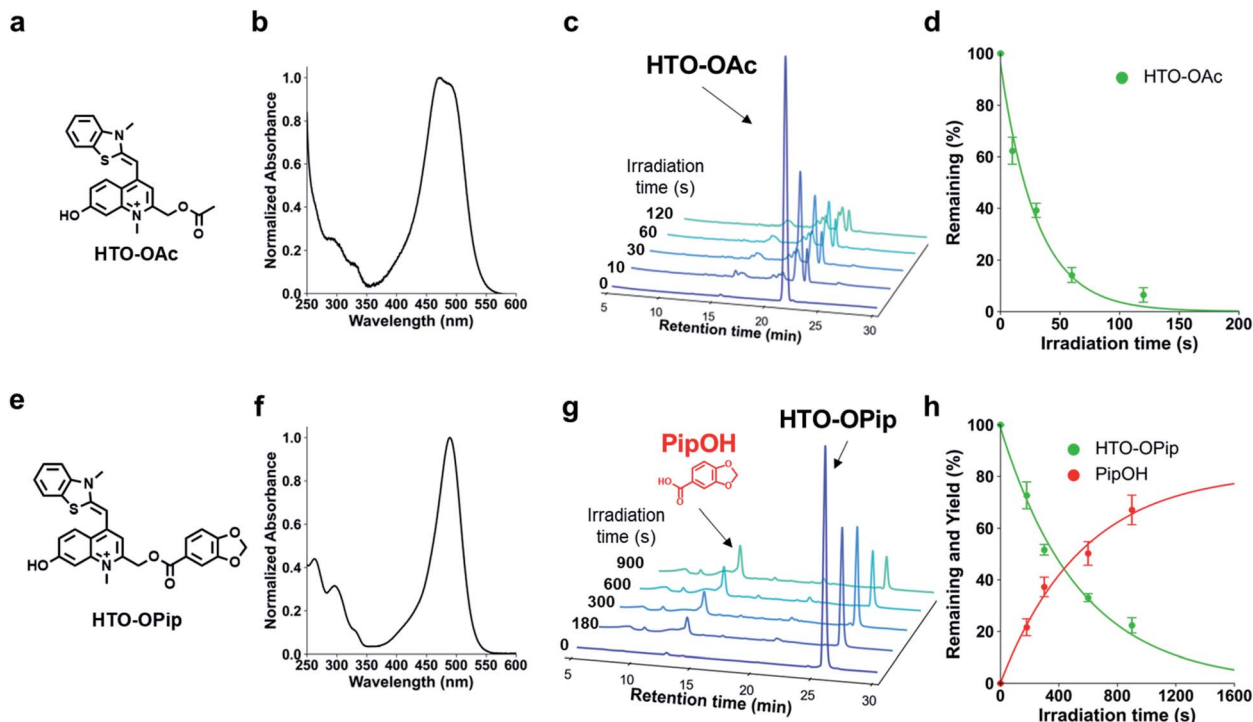 a
N
S
HO
N+
O
O
HTO-OAc
b
Normalized Absorbance
1.0
0.8
0.6
0.4
0.2
0.0
250 300 350 400 450 500 550 600
Wavelength (nm)
c
HTO-OAc
Irradiation
time (s)
120
60
30
10
0
5 10 15 20 25 30
Retention time (min)
d
HTO-OAc
Remaining (%)
100
80
60
40
20
0
0 50 100 150 200
Irradiation time (s)
e
N
S
HO
N+
O
O
O
O
HTO-OPip
f
Normalized Absorbance
1.0
0.8
0.6
0.4
0.2
0.0
250 300 350 400 450 500 550 600
Wavelength (nm)
g
HTO-OPip
PipOH
HO
O
O
O
Irradiation
time (s)
900
600
300
180
0
5 10 15 20 25 30
Retention time (min)
h
HTO-OPip
PipOH
Remaining and Yield (%)
100
80
60
40
20
0
0 400 800 1200 1600
Irradiation time (s)